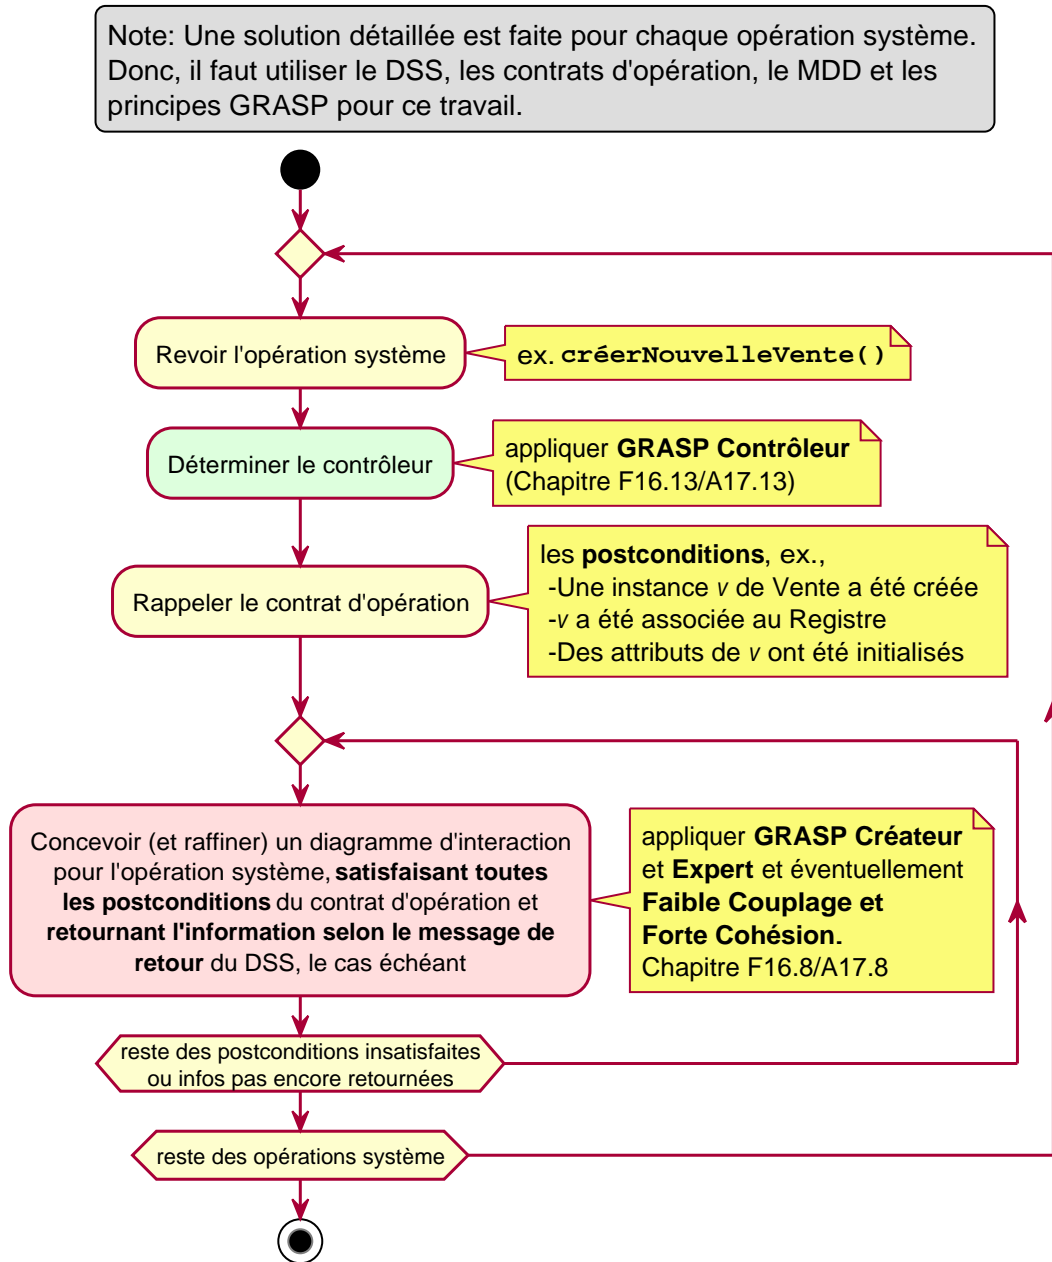 Note: Une solution détaillée est faite pour chaque opération système.
Donc, il faut utiliser le DSS, les contrats d'opération, le MDD et les
principes GRASP pour ce travail.
Revoir l'opération système
ex. créerNouvelleVente()
Déterminer le contrôleur
appliquer GRASP Contrôleur
(Chapitre F16.13/A17.13)
Rappeler le contrat d'opération
les postconditions, ex.,
-Une instance v de Vente a été créée
-v a été associée au Registre
-Des attributs de v ont été initialisés
Concevoir (et raffiner) un diagramme d'interaction
pour l'opération système, satisfaisant toutes
les postconditions du contrat d'opération et
retournant l'information selon le message de
retour du DSS, le cas échéant
appliquer GRASP Créateur
et Expert et éventuellement
Faible Couplage et
Forte Cohésion.
Chapitre F16.8/A17.8
reste des postconditions insatisfaites
ou infos pas encore retournées
reste des opérations système